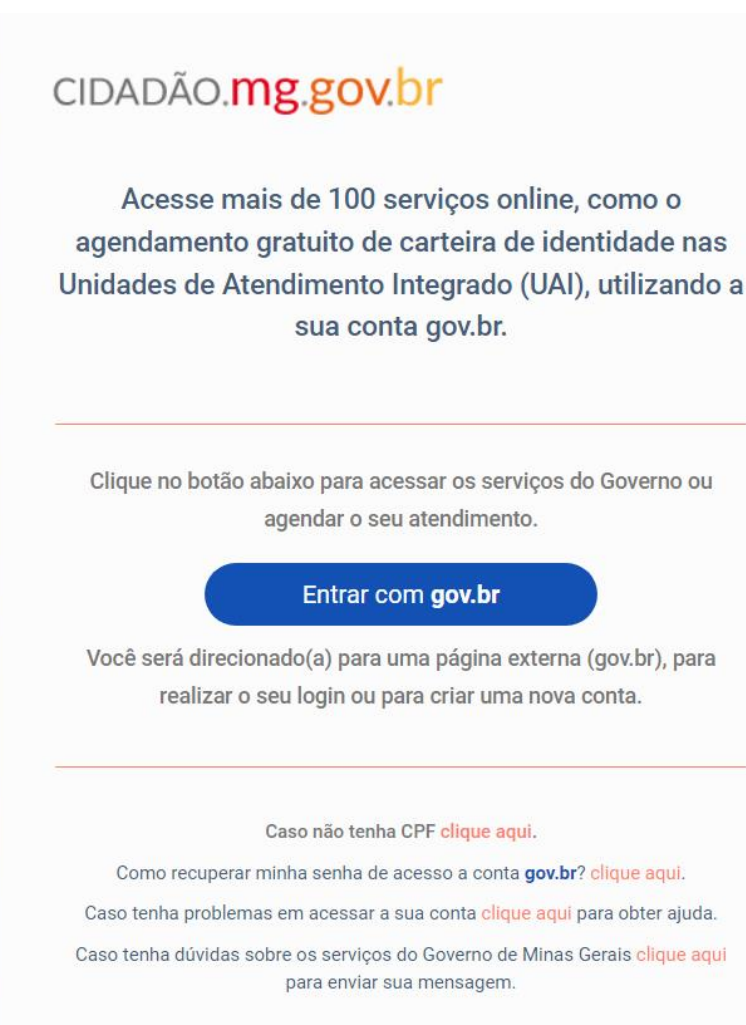 CIDADÃO.mg.gov.br
Acesse mais de 100 serviços online, como o
agendamento gratuito de carteira de identidade nas
Unidades de Atendimento Integrado (UAI), utilizando a
sua conta gov.br.
Clique no botão abaixo para acessar os serviços do Governo ou
agendar o seu atendimento.
Entrar com gov.br
Você será direcionado(a) para uma página externa (gov.br), para
realizar o seu login ou para criar uma nova conta.
Caso não tenha CPF clique aqui.
Como recuperar minha senha de acesso a conta gov.br? clique aqui.
Caso tenha problemas em acessar a sua conta clique aqui para obter ajuda.
Caso tenha dúvidas sobre os serviços do Governo de Minas Gerais clique aqui
para enviar sua mensagem.